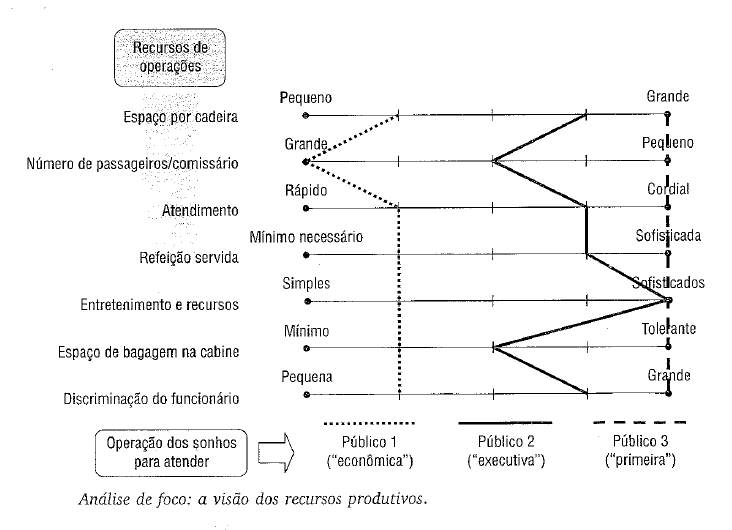 Recursos de
operações
Pequeno Grande
Espaço por cadeira
Grande Pequeno
Número de passageiros/comissário
Rápido Cordial
Atendimento
Mínimo necessário Sofisticada
Refeição servida
Simples Sofisticados
Entretenimento e recursos
Mínimo Tolerante
Espaço de bagagem na cabine
Pequena Grande
Discriminação do funcionário
Operação dos sonhos
para atender
Público 1
("econômica")
Público 2
("executiva")
Público 3
("primeira")
Análise de foco: a visão dos recursos produtivos.